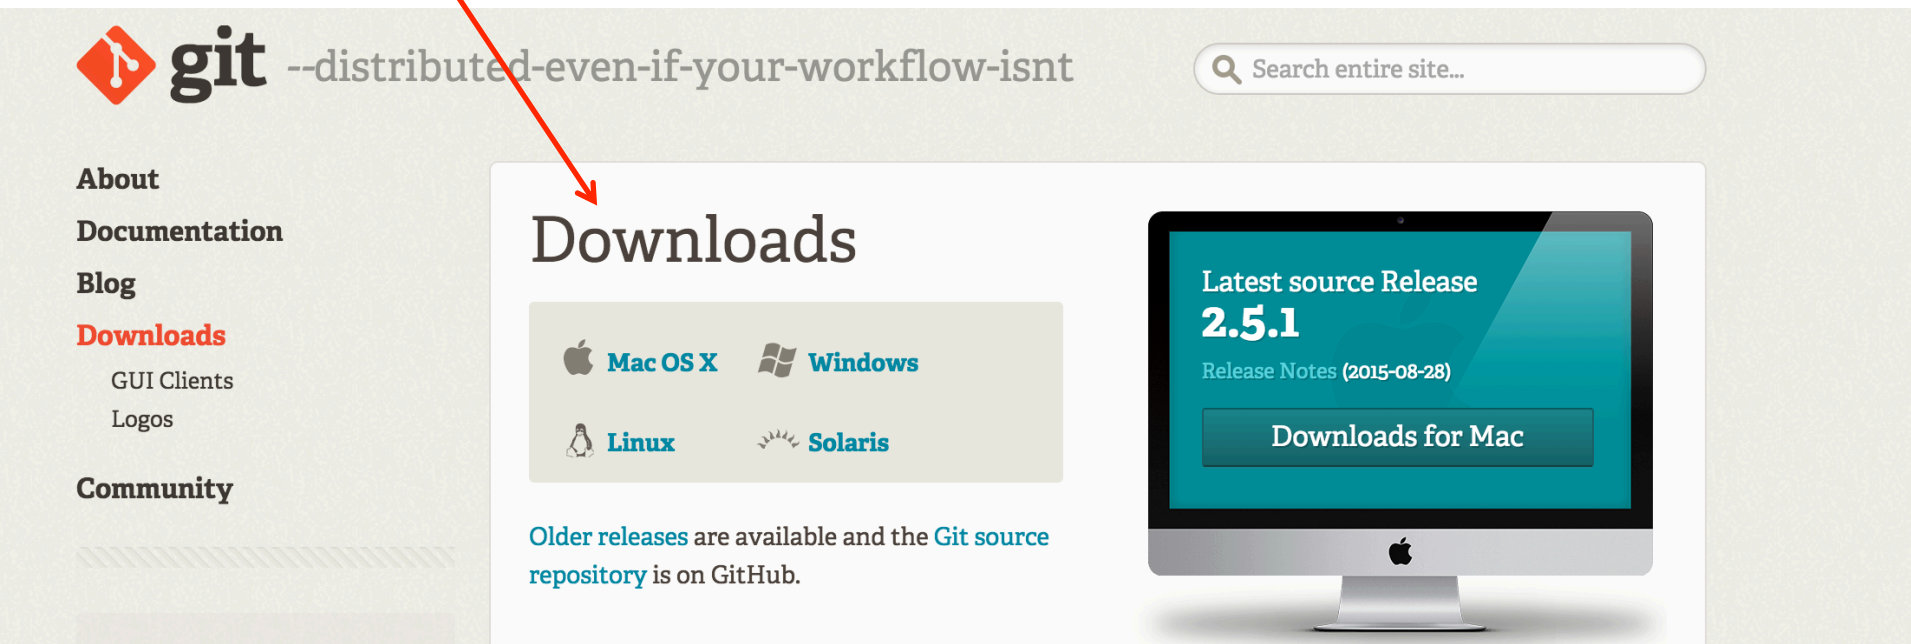 git --distributed-even-if-your-workflow-isnt
Search entire site...
About
Documentation
Blog
Downloads
GUI Clients
Logos
Community
Downloads
Mac OS X
Windows
Linux
Solaris
Older releases are available and the Git source
repository is on GitHub.
Latest source Release
2.5.1
Release Notes (2015-08-28)
Downloads for Mac